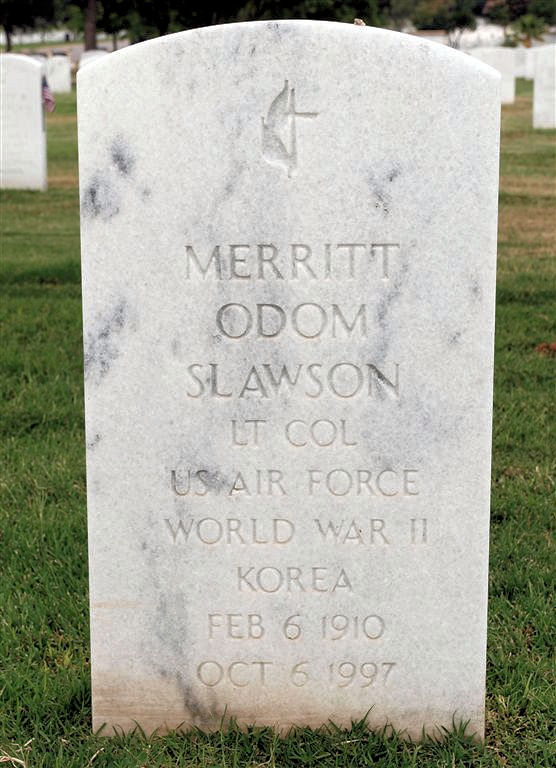 MERRITT
ODOM
SLAWSON
LT COL
US AIR FORCE
WORLD WAR II
KOREA
FEB 6 1910
OCT 6 1997